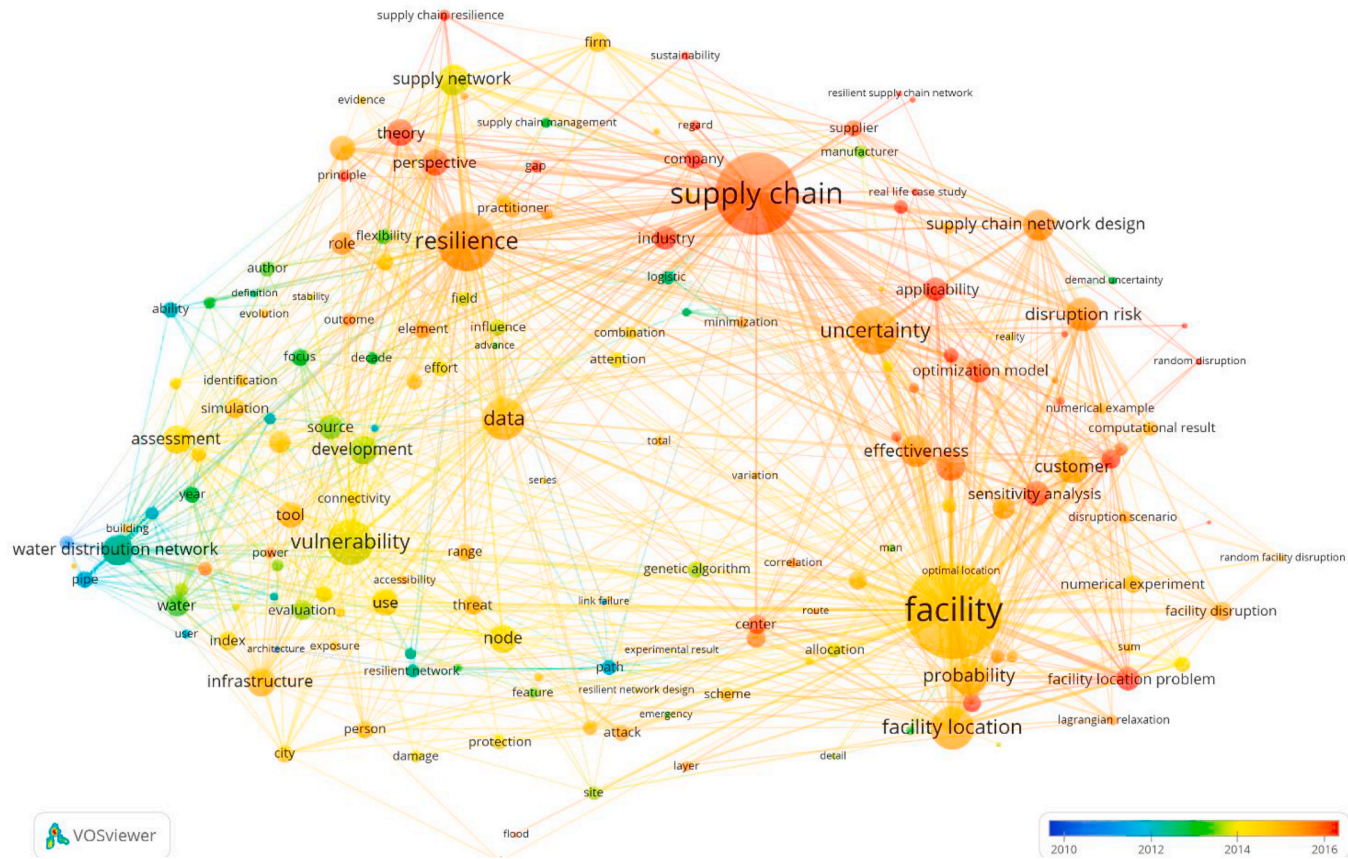 supply chain resilience
firm
sustainability
supply network
resilient supply chain network
evidence
supply chain management
regard
supplier
theory
manufacturer
company
perspective
gap
principle
supply chain
real life case study
practitioner
supply chain network design
role
flexibility
resilience
industry
author
logistic
demand uncertainty
definition
applicability
stability
field
ability
evolution
disruption risk
outcome
element
influence
combination
minimization
uncertainty
reality
advance
focus
decade
attention
random disruption
effort
optimization model
identification
simulation
numerical example
data
source
computational result
assessment
total
development
effectiveness
customer
series
variation
year
connectivity
sensitivity analysis
tool
disruption scenario
building
water distribution network
vulnerability
power
range
man
random facility disruption
correlation
genetic algorithm
optimal location
pipe
accessibility
numerical experiment
water
evaluation
use
threat
link failure
facility
route
facility disruption
center
user
index
node
architecture
exposure
experimental result
allocation
sum
path
resilient network
infrastructure
probability
facility location problem
feature
resilient network design
scheme
emergency
lagrangian relaxation
person
attack
facility location
protection
city
damage
detail
layer
site
flood
VOSviewer
2010 2012 2014 2016